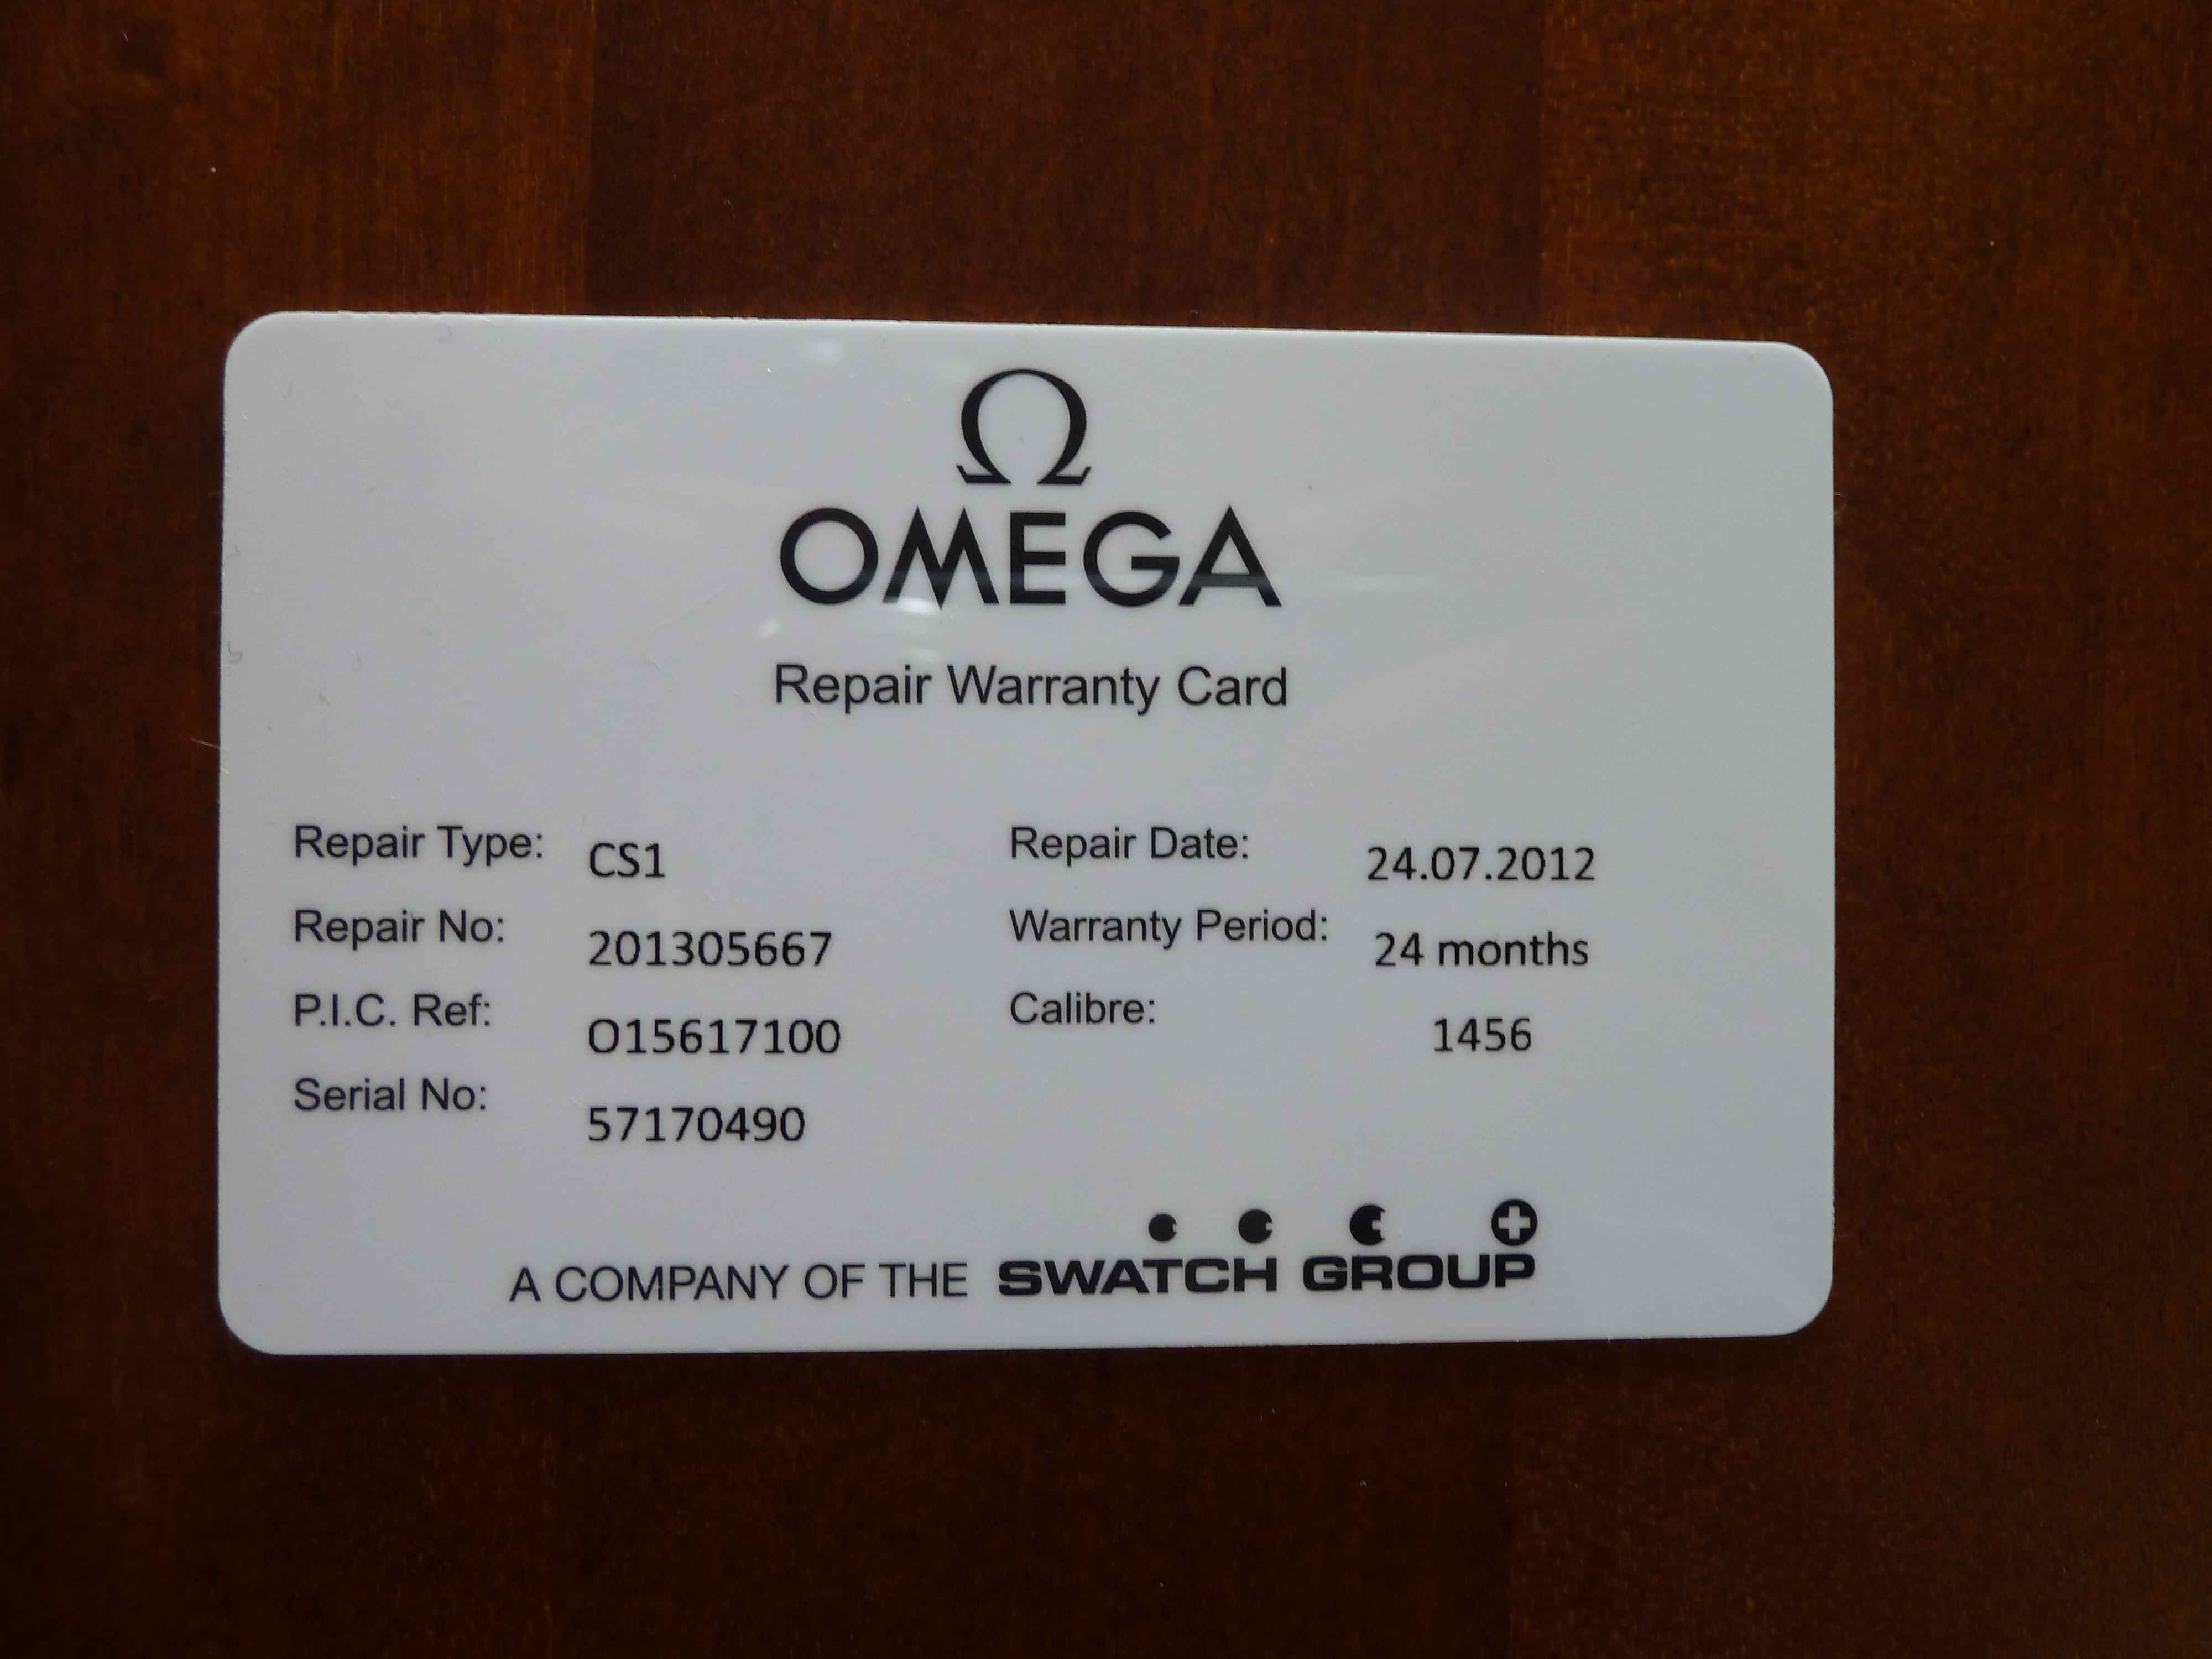 Ω
OMEGA
Repair Warranty Card
Repair Type: CS1 Repair Date: 24.07.2012
Repair No: 201305667 Warranty Period: 24 months
P.I.C. Ref: O15617100 Calibre: 1456
Serial No: 57170490
A COMPANY OF THE SWATCH GROUP